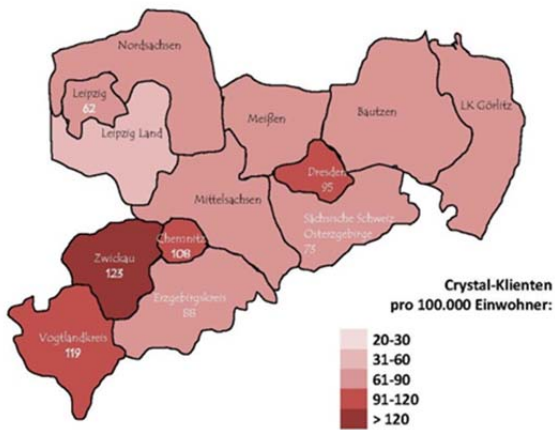 Nordsachsen
Leipzig
62
Leipzig Land
Meißen
Bautzen
LK Görlitz
Dresden
95
Mittelsachsen
Sächsische Schweiz
Osterzgebirge
73
Chemnitz
108
Zwickau
123
Erzgebirgskreis
88
Vogtlandkreis
119
Crystal-Klienten
pro 100.000 Einwohner:
20-30
31-60
61-90
91-120
> 120